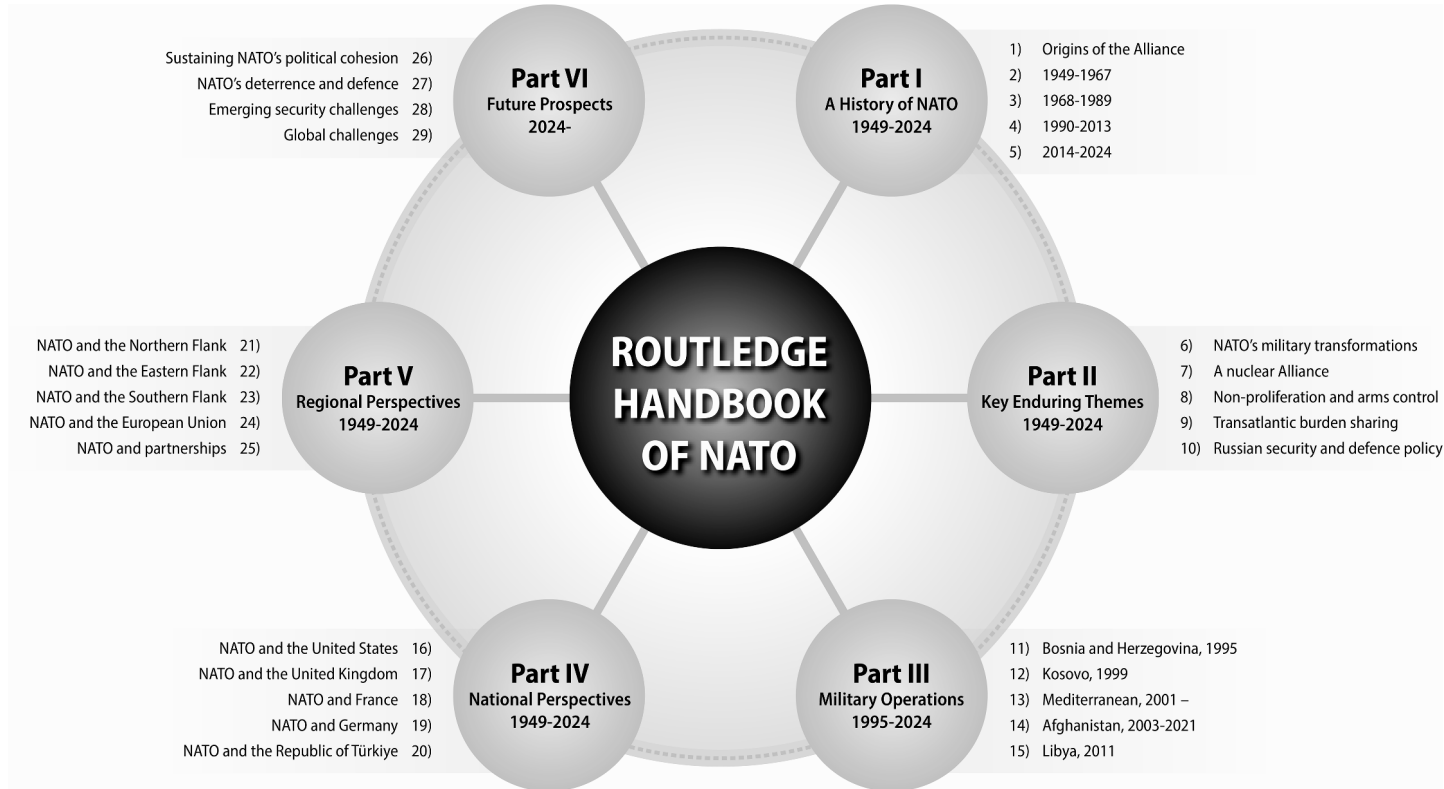 ROUTLEDGE
HANDBOOK
OF NATO
Part I
A History of NATO
1949-2024
1) Origins of the Alliance
2) 1949-1967
3) 1968-1989
4) 1990-2013
5) 2014-2024
Part II
Key Enduring Themes
1949-2024
6) NATO's military transformations
7) A nuclear Alliance
8) Non-proliferation and arms control
9) Transatlantic burden sharing
10) Russian security and defence policy
Part III
Military Operations
1995-2024
11) Bosnia and Herzegovina, 1995
12) Kosovo, 1999
13) Mediterranean, 2001 –
14) Afghanistan, 2003-2021
15) Libya, 2011
Part IV
National Perspectives
1949-2024
NATO and the United States 16)
NATO and the United Kingdom 17)
NATO and France 18)
NATO and Germany 19)
NATO and the Republic of Türkiye 20)
Part V
Regional Perspectives
1949-2024
NATO and the Northern Flank 21)
NATO and the Eastern Flank 22)
NATO and the Southern Flank 23)
NATO and the European Union 24)
NATO and partnerships 25)
Part VI
Future Prospects
2024-
Sustaining NATO's political cohesion 26)
NATO's deterrence and defence 27)
Emerging security challenges 28)
Global challenges 29)